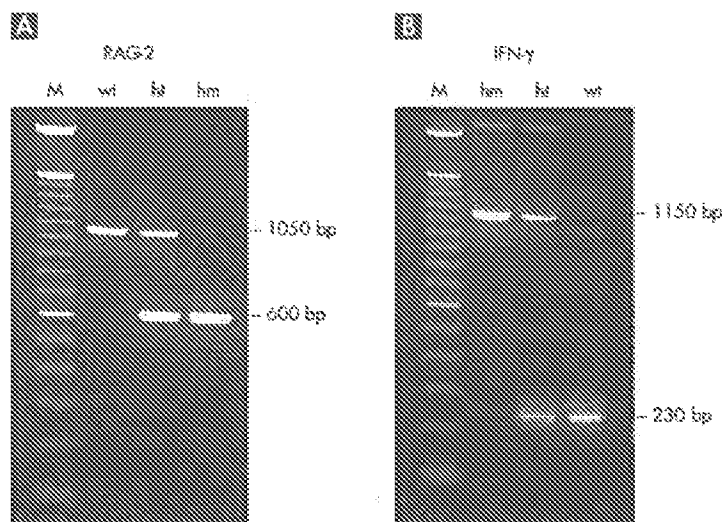 A
RAG-2
M wt ht hm
1050 bp
600 bp
B
IFN-γ
M hm ht wt
1150 bp
230 bp